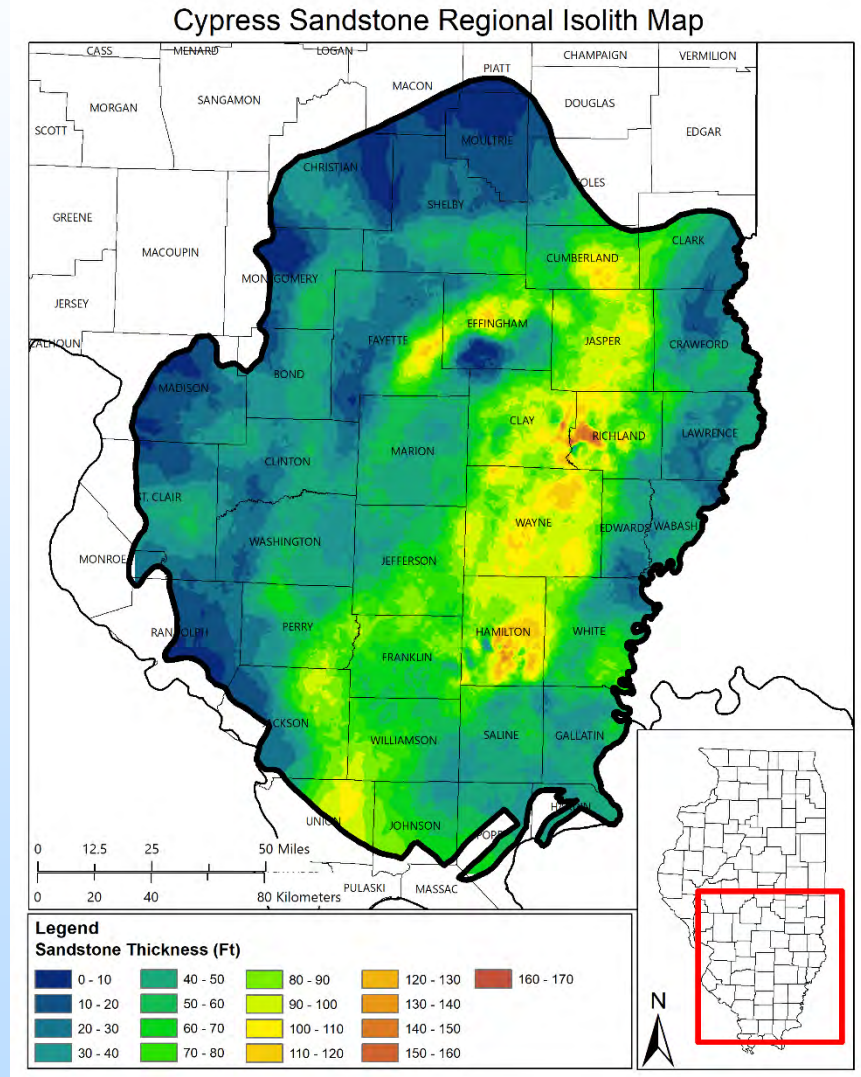 Cypress Sandstone Regional Isolith Map
CASS
MENARD
LOGAN
PIATT
CHAMPAIGN
VERMILION
MACON
MORGAN
SANGAMON
DOUGLAS
SCOTT
EDGAR
MOULTRIE
CHRISTIAN
OLES
SHELBY
GREENE
CLARK
MACOUPIN
CUMBERLAND
MONTGOMERY
JERSEY
EFFINGHAM
FAYETTE
JASPER
CRAWFORD
ALHOUN
BOND
MADISON
CLAY
RICHLAND
LAWRENCE
MARION
CLINTON
ST. CLAIR
WAYNE
EDWARDS
WABASH
WASHINGTON
MONROE
JEFFERSON
RANDOLPH
PERRY
HAMILTON
WHITE
FRANKLIN
JACKSON
WILLIAMSON
SALINE
GALLATIN
UNION
JOHNSON
POPE
0 12.5 25 50 Miles
0 20 40 80 Kilometers
PULASKI
MASSAC
Legend
Sandstone Thickness (Ft)
0 - 10 40 - 50 80 - 90 120 - 130 160 - 170
10 - 20 50 - 60 90 - 100 130 - 140
20 - 30 60 - 70 100 - 110 140 - 150
30 - 40 70 - 80 110 - 120 150 - 160
N